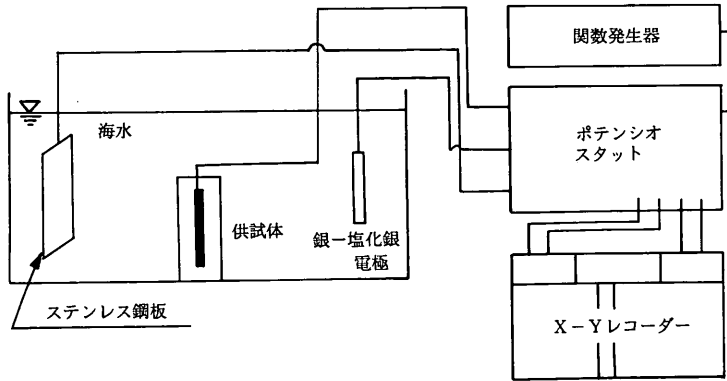 関数発生器
海水
ポテンシオ
スタット
供試体
銀ー塩化銀
電極
ステンレス鋼板
X－Yレコーダー